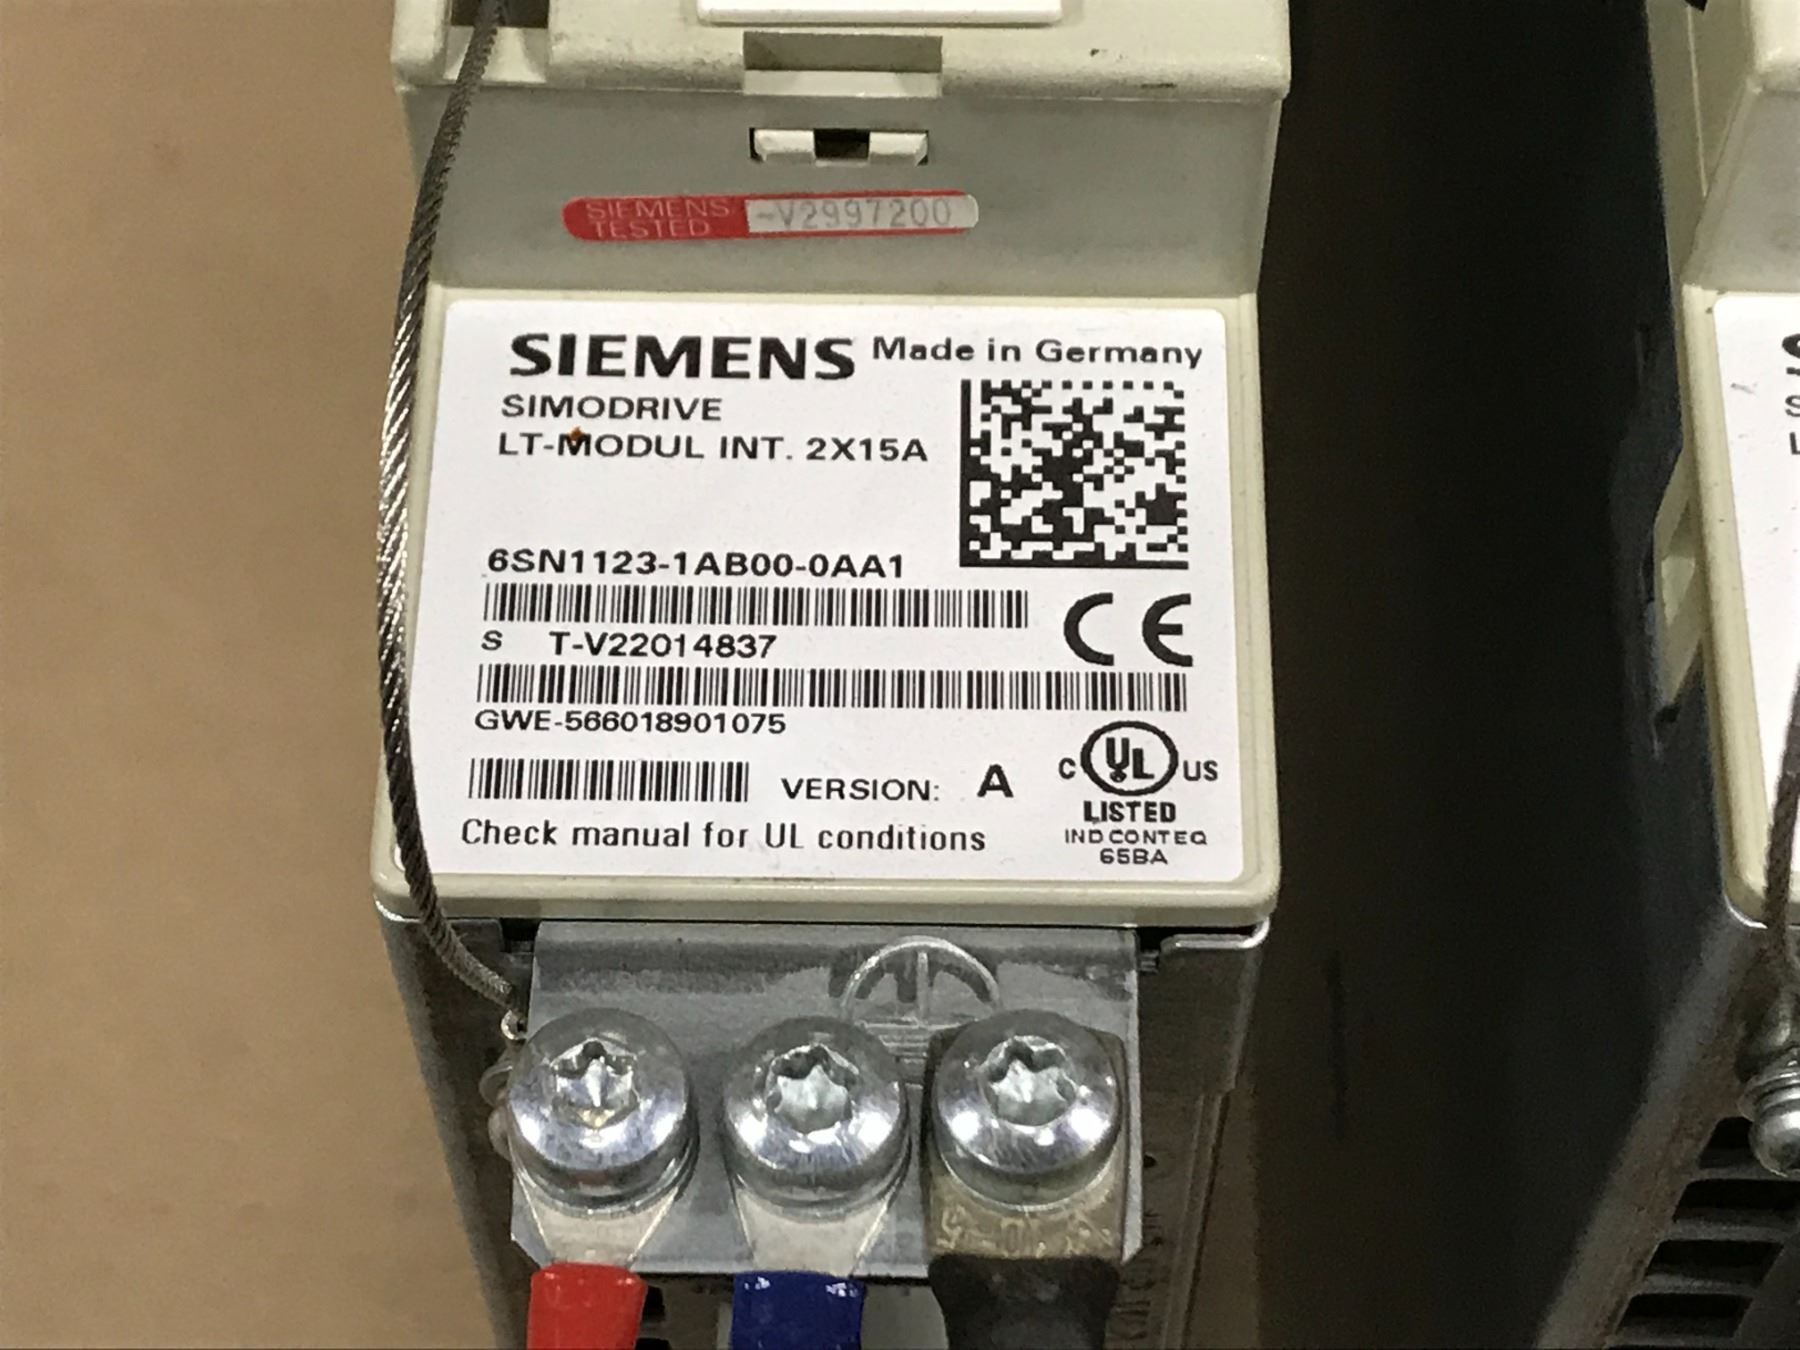 SIEMENS
TESTED
-V2997200
SIEMENS Made in Germany
SIMODRIVE
LT-MODUL INT. 2X15A
6SN1123-1AB00-0AA1
S T-V22014837
GWE-566018901075
VERSION: A
Check manual for UL conditions
CE
C UL US
LISTED
IND CONT EQ
65BA